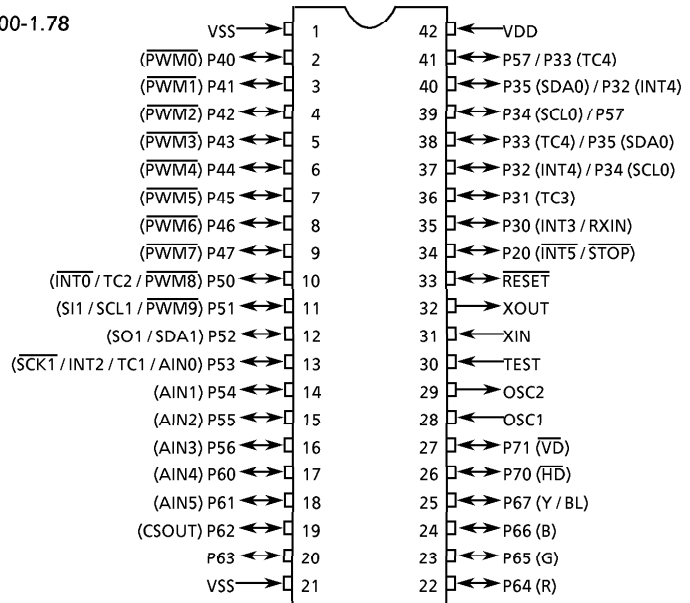 00-1.78
VSS 1 42 VDD
(PWM0) P40 2 41 P57 / P33 (TC4)
(PWM1) P41 3 40 P35 (SDA0) / P32 (INT4)
(PWM2) P42 4 39 P34 (SCL0) / P57
(PWM3) P43 5 38 P33 (TC4) / P35 (SDA0)
(PWM4) P44 6 37 P32 (INT4) / P34 (SCL0)
(PWM5) P45 7 36 P31 (TC3)
(PWM6) P46 8 35 P30 (INT3 / RXIN)
(PWM7) P47 9 34 P20 (INT5 / STOP)
(INT0 / TC2 / PWM8) P50 10 33 RESET
(SI1 / SCL1 / PWM9) P51 11 32 XOUT
(SO1 / SDA1) P52 12 31 XIN
(SCK1 / INT2 / TC1 / AIN0) P53 13 30 TEST
(AIN1) P54 14 29 OSC2
(AIN2) P55 15 28 OSC1
(AIN3) P56 16 27 P71 (VD)
(AIN4) P60 17 26 P70 (HD)
(AIN5) P61 18 25 P67 (Y / BL)
(CSOUT) P62 19 24 P66 (B)
P63 20 23 P65 (G)
VSS 21 22 P64 (R)